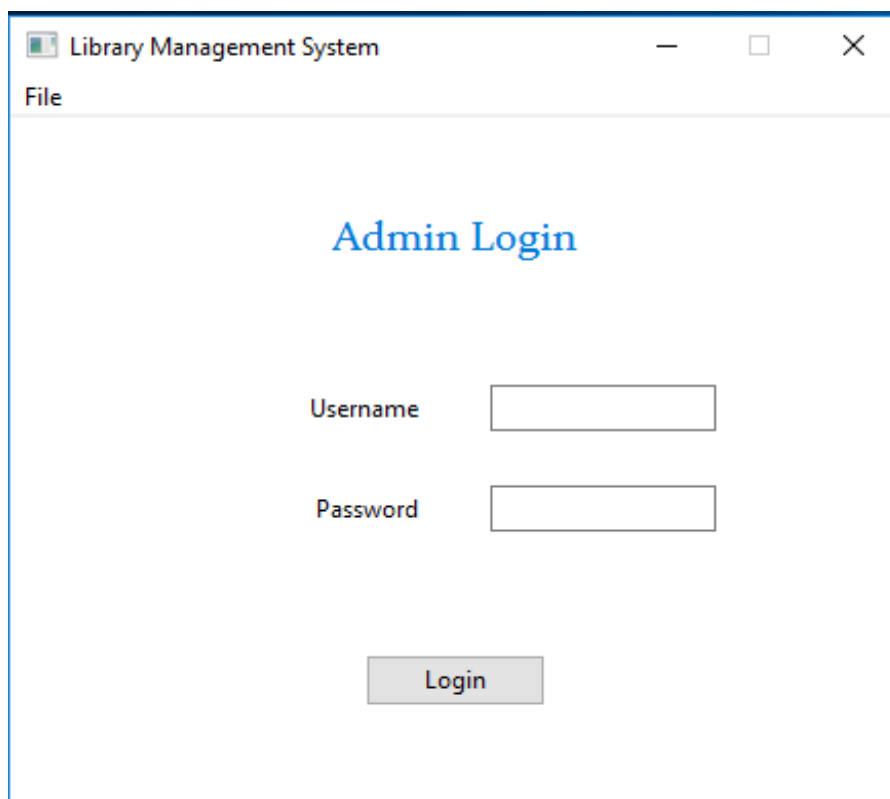 Library Management System
File
Admin Login
Username
Password
Login